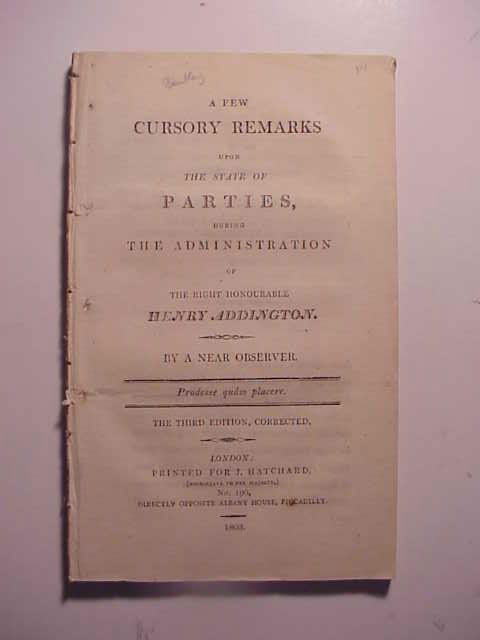 A FEW
CURSORY REMARKS
UPON
THE STATE OF
PARTIES,
DURING
THE ADMINISTRATION
OF
THE RIGHT HONOURABLE
HENRY ADDINGTON.
BY A NEAR OBSERVER.
Prodesse quam placere.
THE THIRD EDITION, CORRECTED.
LONDON:
PRINTED FOR J. HATCHARD,
(BOOKSELLER TO HER MAJESTY,)
No. 190,
DIRECTLY OPPOSITE ALBANY HOUSE, PICCADILLY.
1803.